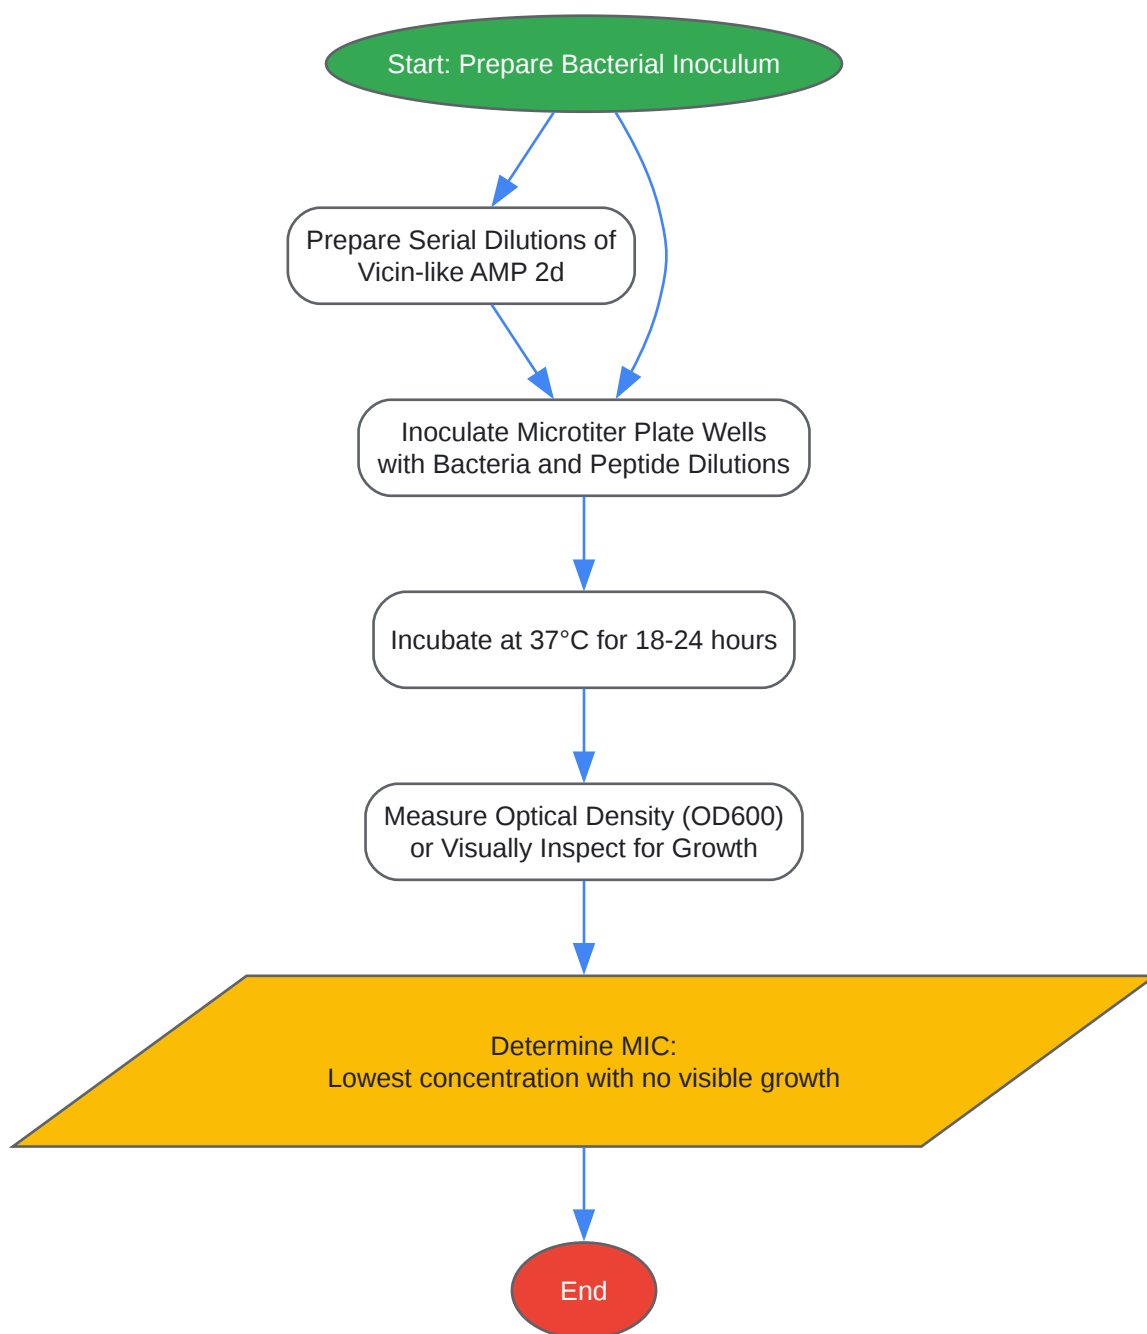 Start: Prepare Bacterial Inoculum
Prepare Serial Dilutions of
Vicin-like AMP 2d
Inoculate Microtiter Plate Wells
with Bacteria and Peptide Dilutions
Incubate at 37°C for 18-24 hours
Measure Optical Density (OD600)
or Visually Inspect for Growth
Determine MIC:
Lowest concentration with no visible growth
End